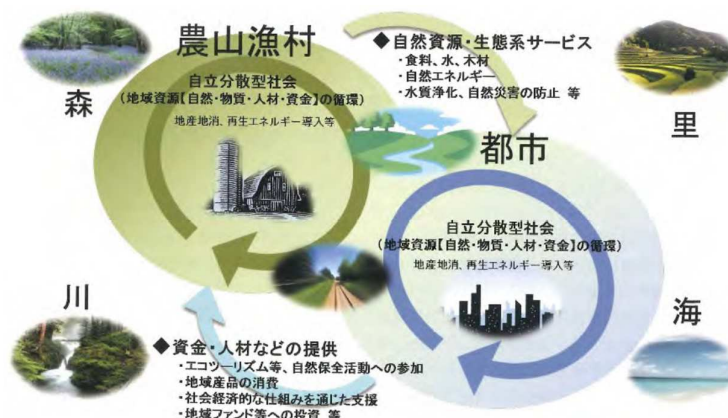 農山漁村
森
自立分散型社会
(地域資源【自然・物質・人材・資金】の循環)
地産地消、再生エネルギー導入等
◆自然資源・生態系サービス
・食料、水、木材
・自然エネルギー
・水質浄化、自然災害の防止 等
里
都市
自立分散型社会
(地域資源【自然・物質・人材・資金】の循環)
地産地消、再生エネルギー導入等
川
海
◆資金・人材などの提供
・エコツーリズム等、自然保全活動への参加
・地域産品の消費
・社会経済的な仕組みを通じた支援
・地域ファンド等への投資 等